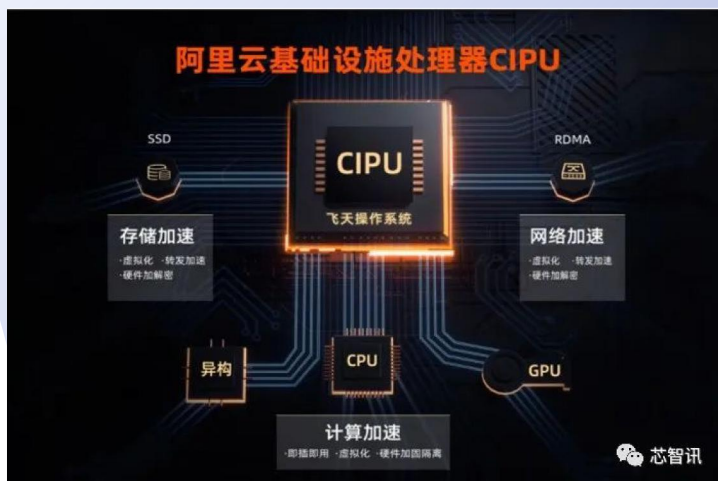 阿里云基础设施处理器CIPU
SSD
RDMA
CIPU
飞天操作系统
存储加速
·虚拟化 ·转发加速
·硬件加解密
网络加速
·虚拟化 ·转发加速
·硬件加解密
异构
CPU
GPU
计算加速
·即插即用 ·虚拟化 ·硬件加固隔离
芯智讯